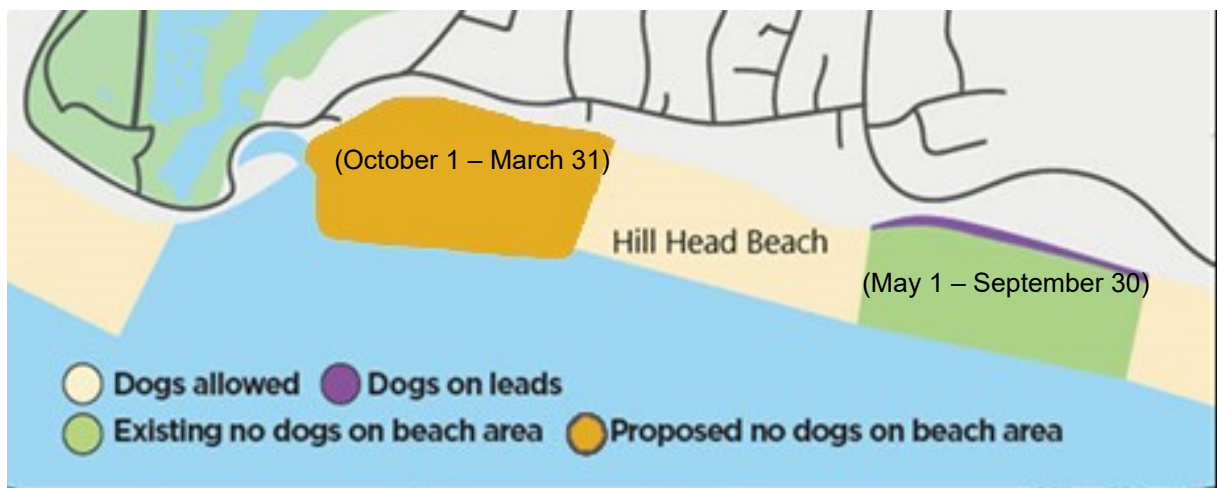 (October 1 – March 31)
Hill Head Beach
(May 1 – September 30)
Dogs allowed
Dogs on leads
Existing no dogs on beach area
Proposed no dogs on beach area